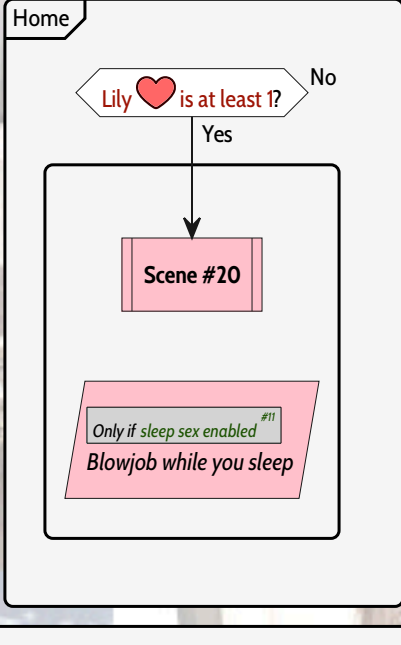 Home
Lily is at least 1?
No
Yes
Scene #20
Only if sleep sex enabled #11
Blowjob while you sleep